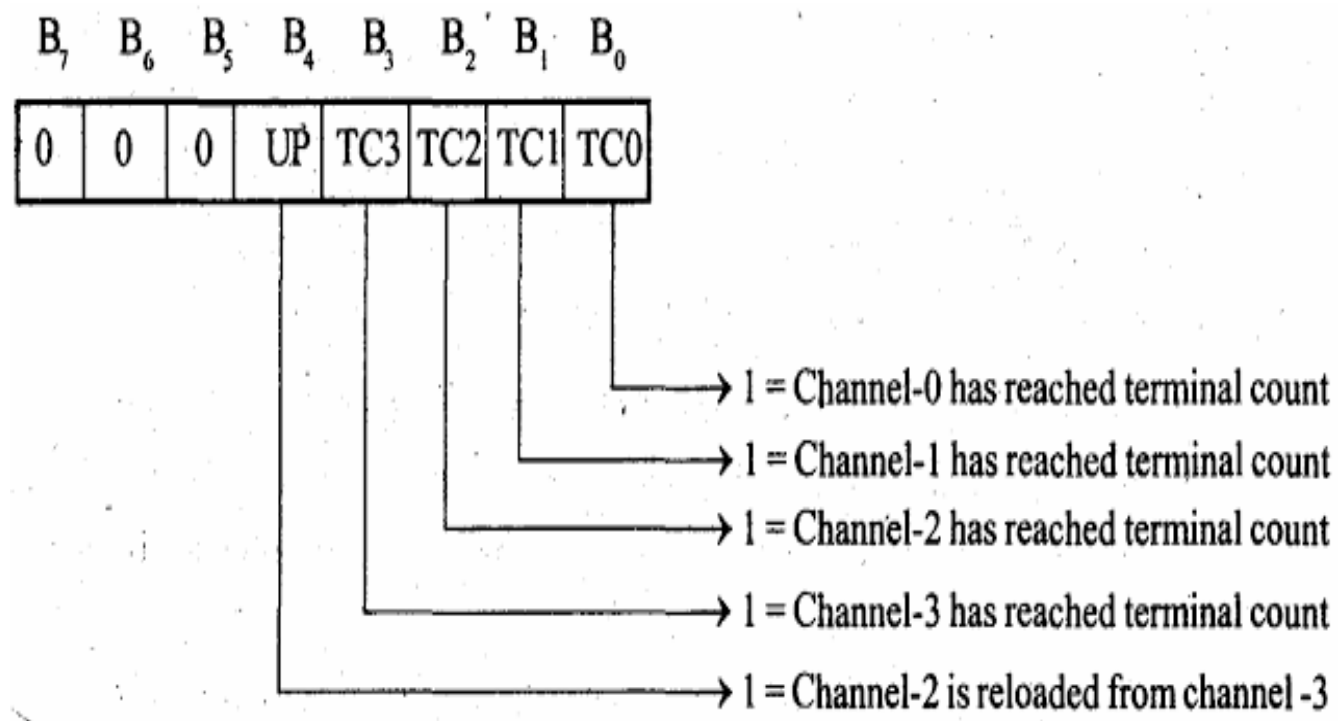 B₇ B₆ B₅ B₄ B₃ B₂ B₁ B₀
0 0 0 UP TC3 TC2 TC1 TC0
1 = Channel-0 has reached terminal count
1 = Channel-1 has reached terminal count
1 = Channel-2 has reached terminal count
1 = Channel-3 has reached terminal count
1 = Channel-2 is reloaded from channel -3